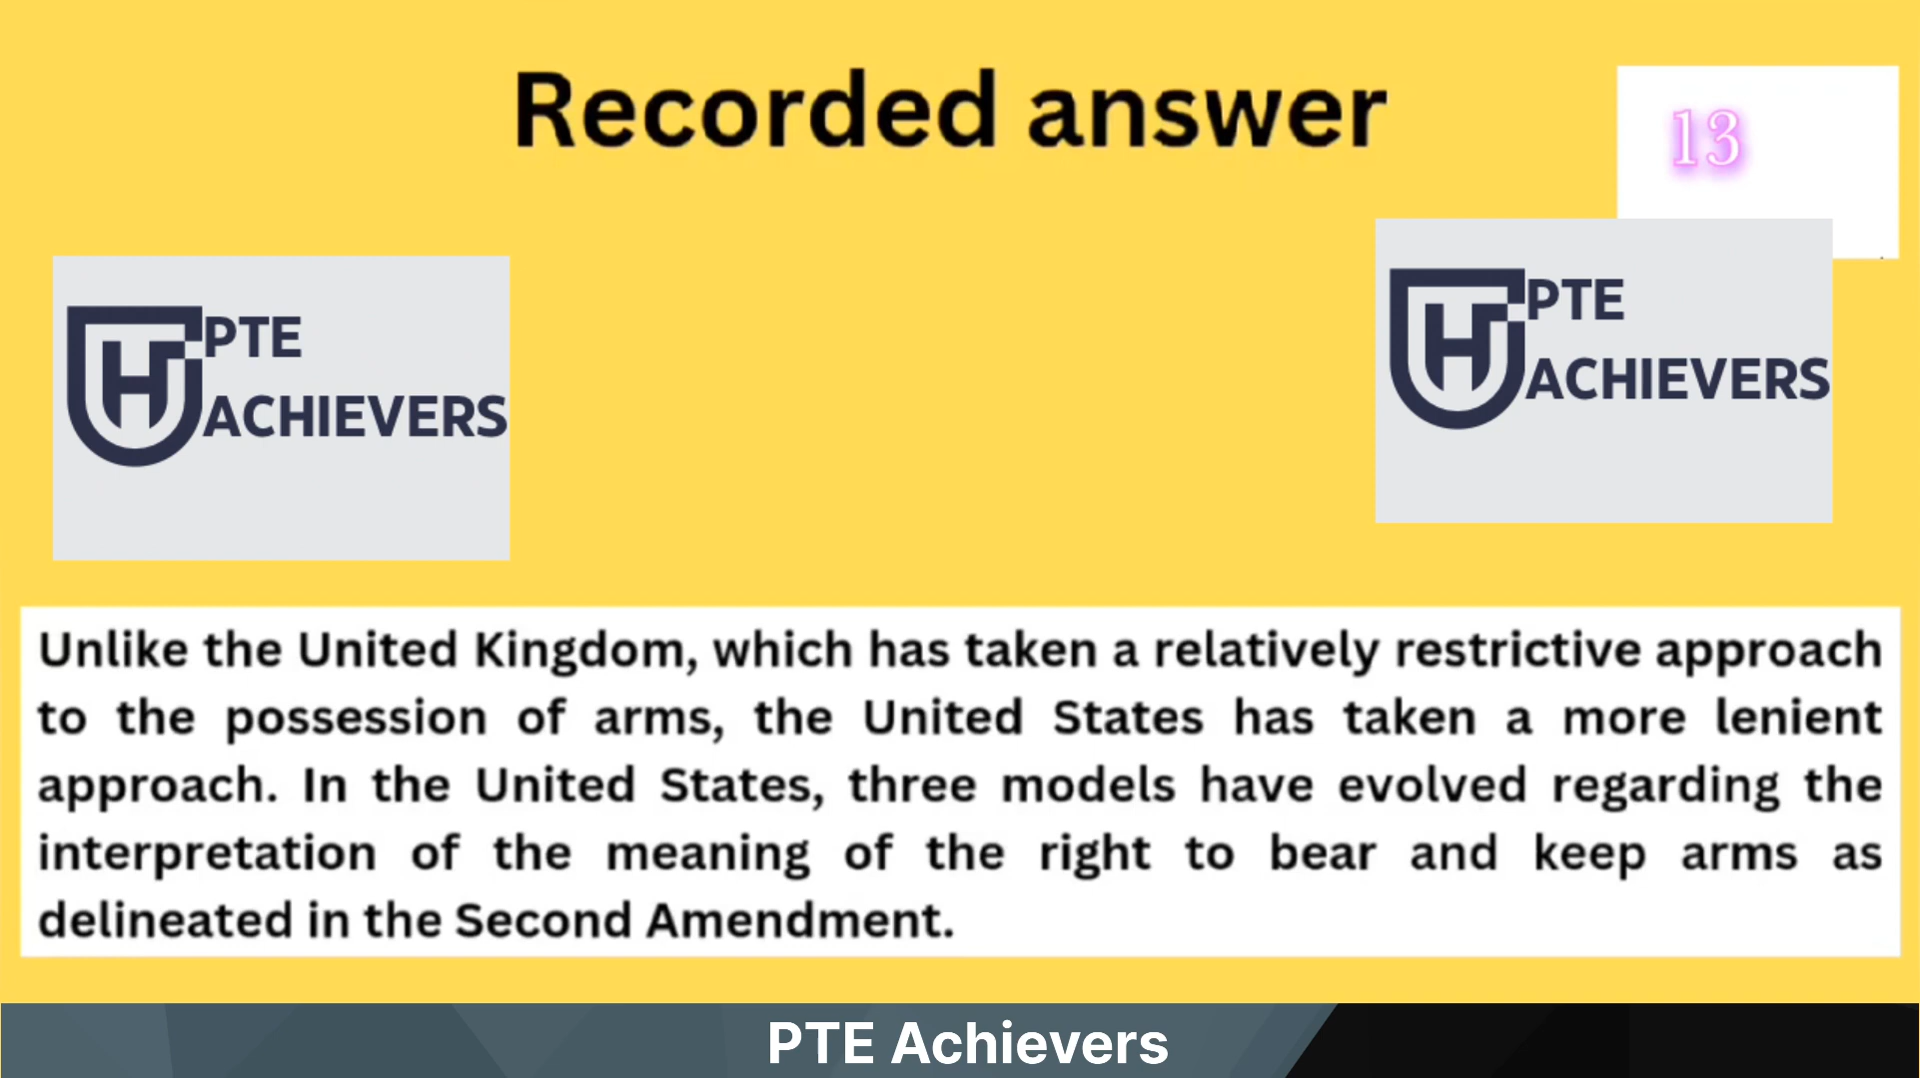 Recorded answer
13
PTE
ACHIEVERS
PTE
ACHIEVERS
Unlike the United Kingdom, which has taken a relatively restrictive approach
to the possession of arms, the United States has taken a more lenient
approach. In the United States, three models have evolved regarding the
interpretation of the meaning of the right to bear and keep arms as
delineated in the Second Amendment.
PTE Achievers